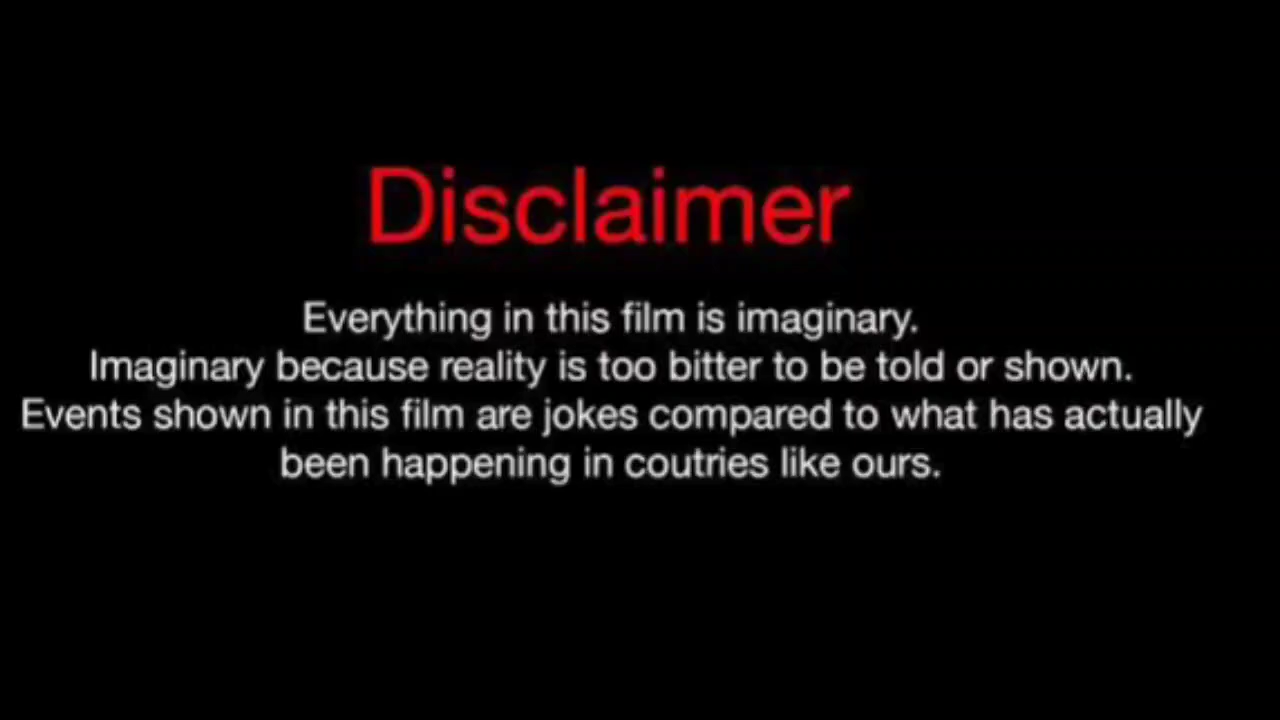 Disclaimer
Everything in this film is imaginary.
Imaginary because reality is too bitter to be told or shown.
Events shown in this film are jokes compared to what has actually
been happening in coutries like ours.